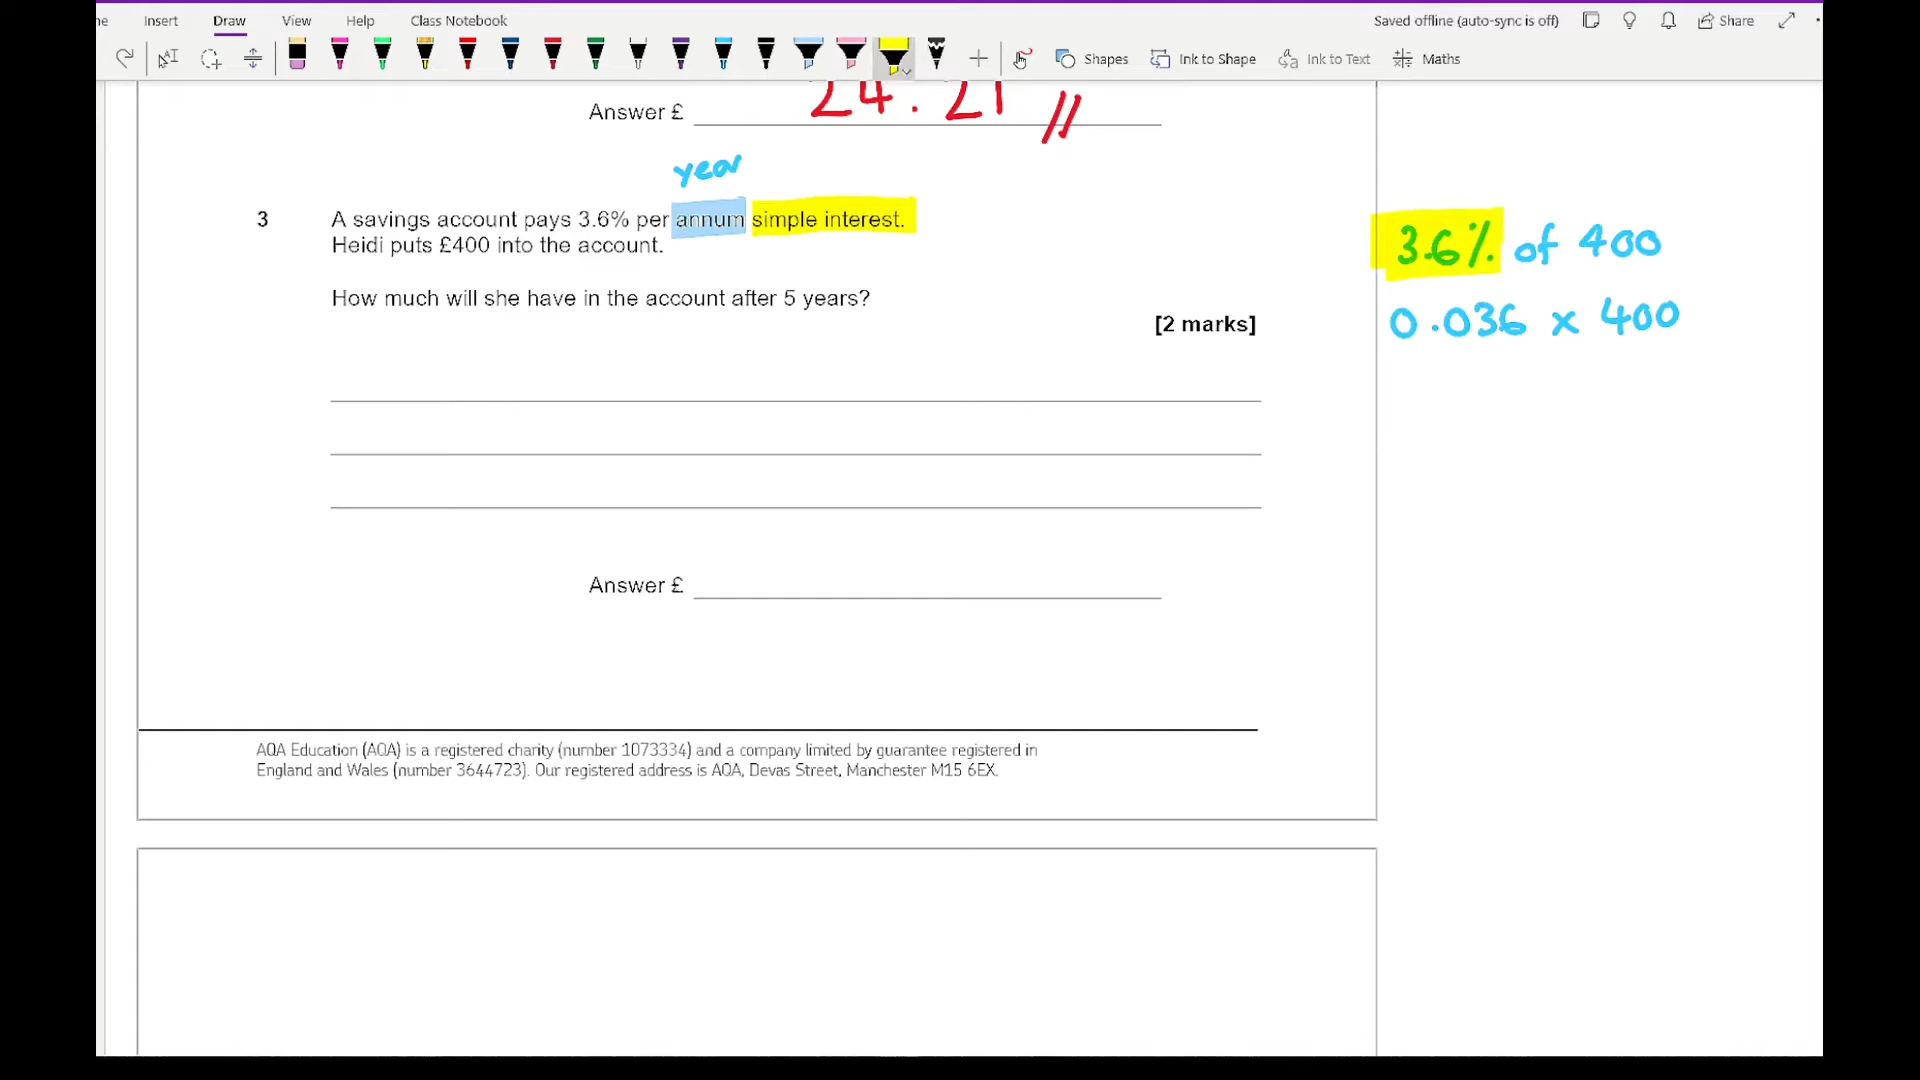 Insert Draw View Help Class Notebook Saved offline (auto-sync is off) Share
Shapes Ink to Shape Ink to Text Maths
Answer £ 24.21 //
year
3 A savings account pays 3.6% per annum simple interest.
Heidi puts £400 into the account.
3.6% of 400
How much will she have in the account after 5 years?
[2 marks]
0.036 x 400
Answer £
AQA Education (AQA) is a registered charity (number 1073334) and a company limited by guarantee registered in
England and Wales (number 3644723). Our registered address is AQA, Devas Street, Manchester M15 6EX.